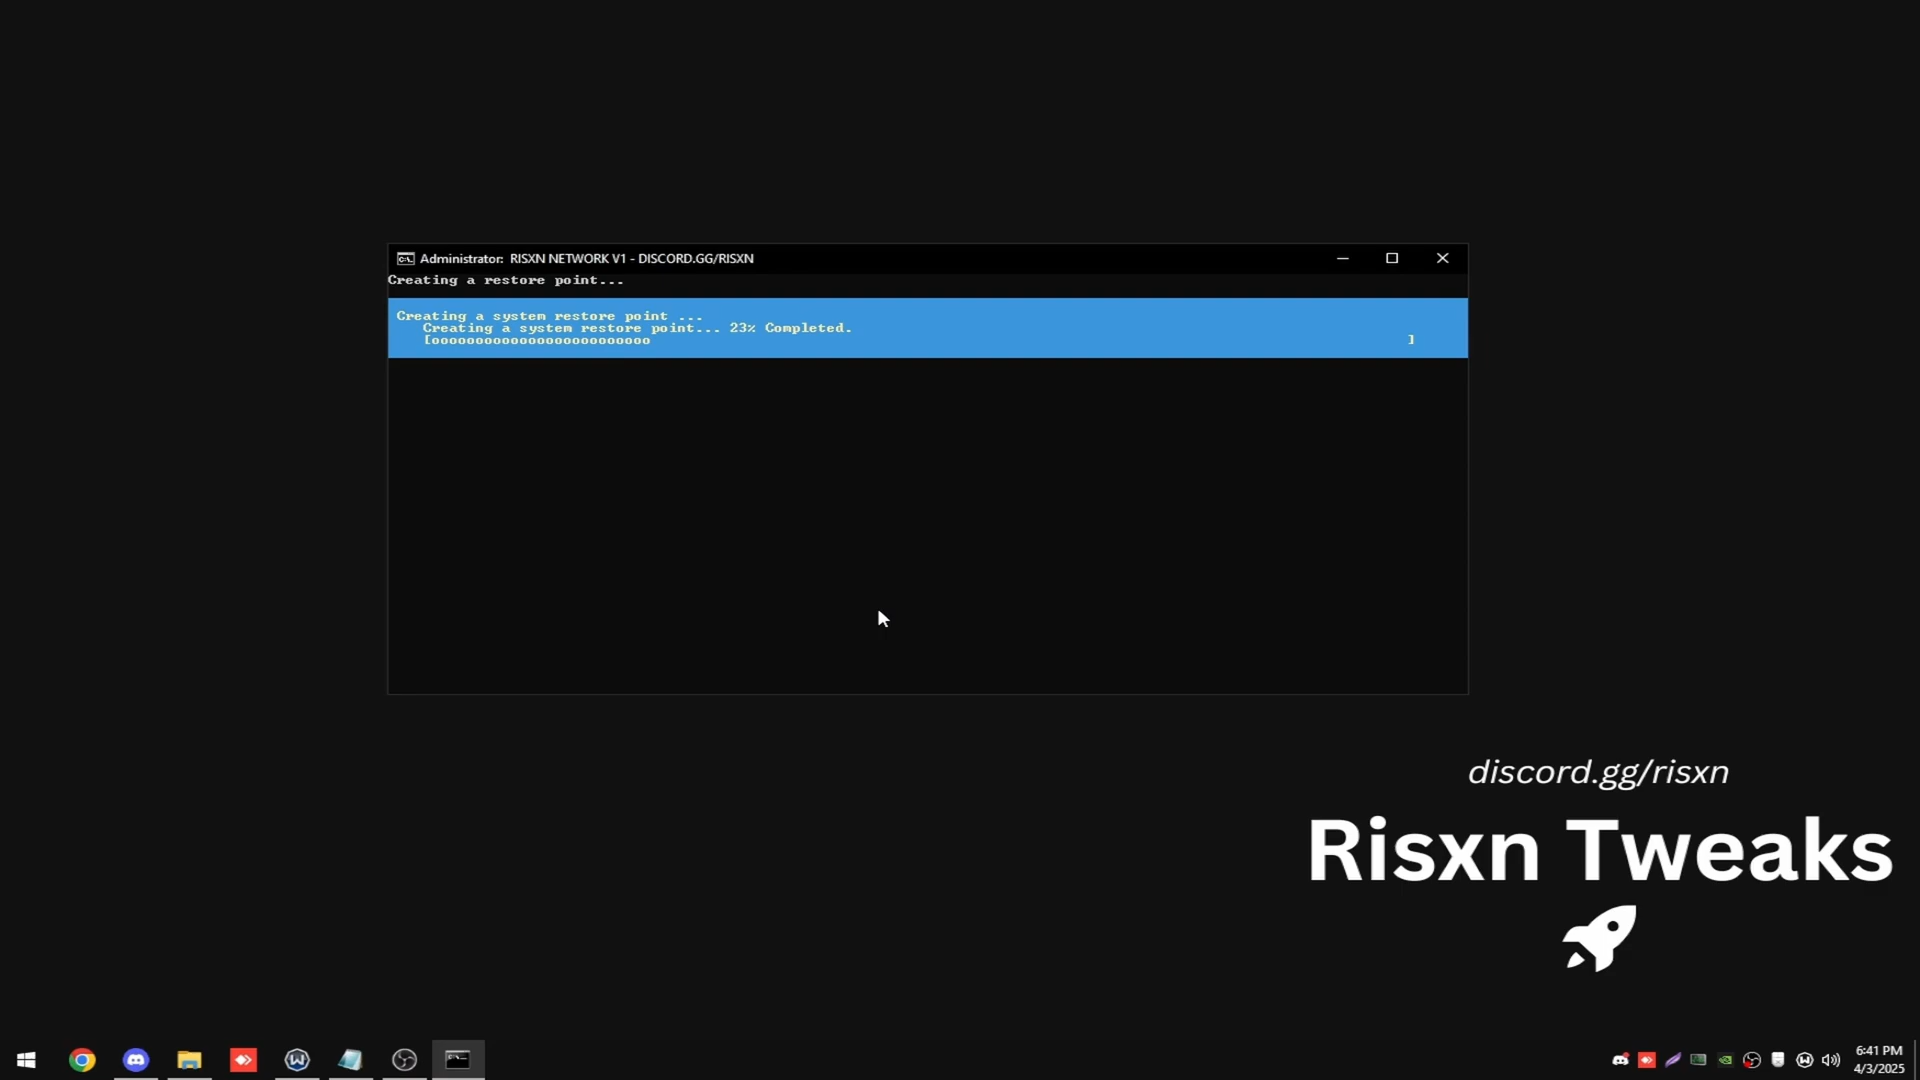 Administrator: RISXN NETWORK V1 - DISCORD.GG/RISXN
Creating a restore point...
Creating a system restore point ...
Creating a system restore point... 23% Completed.
[ooooooooooooooooooooooooo ]
discord.gg/risxn
Risxn Tweaks
6:41 PM
4/3/2025